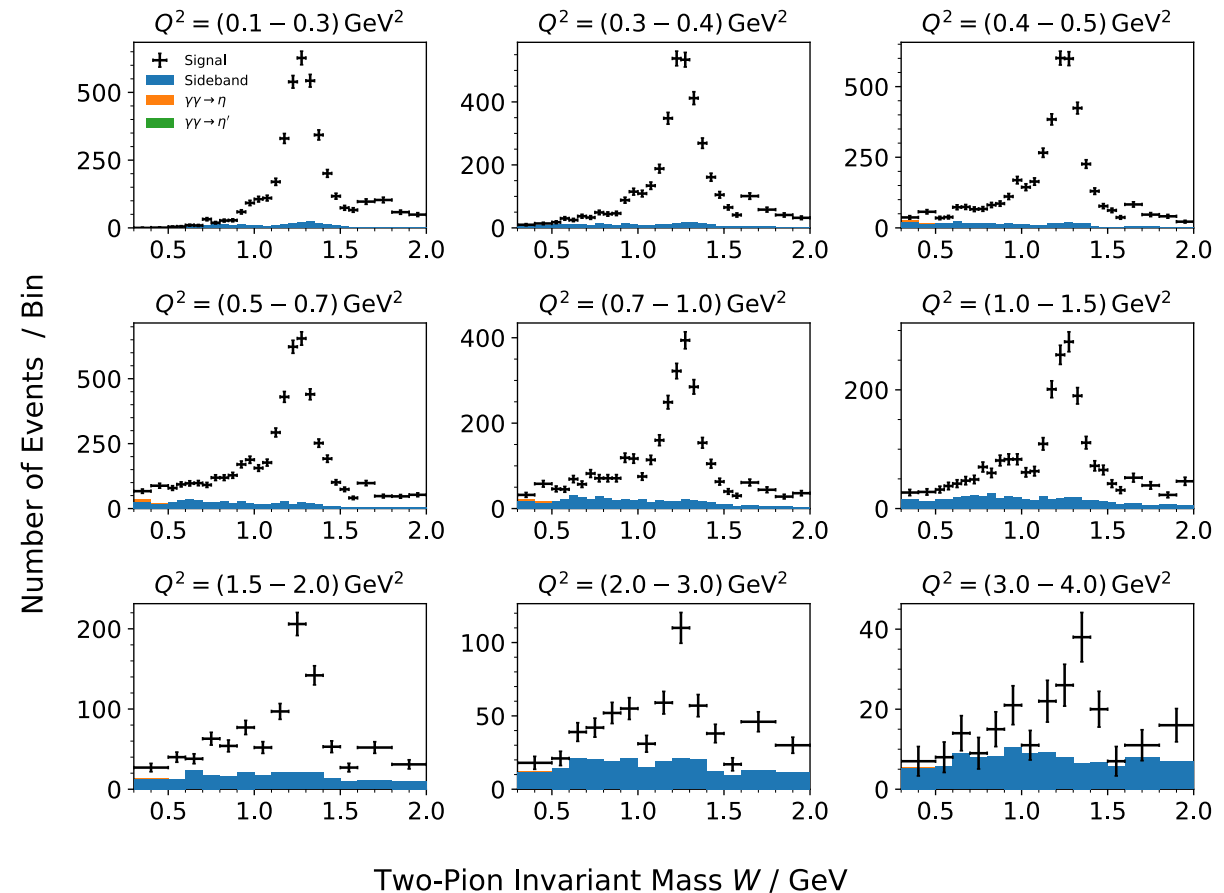 Q² = (0.1 − 0.3) GeV²
Q² = (0.3 − 0.4) GeV²
Q² = (0.4 − 0.5) GeV²
Signal
Sideband
γγ → η
γγ → η′
500
250
0
0.5 1.0 1.5 2.0
400
200
0
0.5 1.0 1.5 2.0
500
250
0
0.5 1.0 1.5 2.0
Q² = (0.5 − 0.7) GeV²
Q² = (0.7 − 1.0) GeV²
Q² = (1.0 − 1.5) GeV²
500
250
0
0.5 1.0 1.5 2.0
400
200
0
0.5 1.0 1.5 2.0
200
0
0.5 1.0 1.5 2.0
Q² = (1.5 − 2.0) GeV²
Q² = (2.0 − 3.0) GeV²
Q² = (3.0 − 4.0) GeV²
200
100
0
0.5 1.0 1.5 2.0
100
50
0
0.5 1.0 1.5 2.0
40
20
0
0.5 1.0 1.5 2.0
Number of Events / Bin
Two-Pion Invariant Mass W / GeV